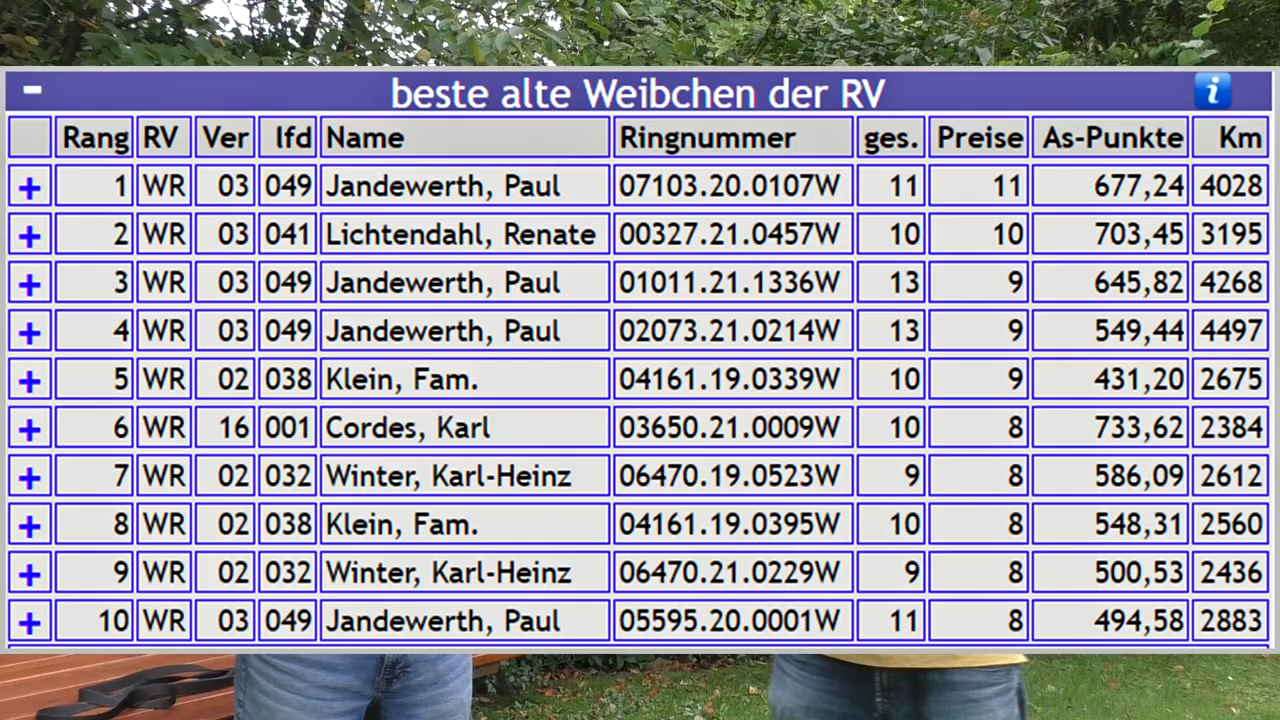 - beste alte Weibchen der RV i
Rang RV Ver lfd Name Ringnummer ges. Preise As-Punkte Km
+ 1 WR 03 049 Jandewerth, Paul 07103.20.0107W 11 11 677,24 4028
+ 2 WR 03 041 Lichtendahl, Renate 00327.21.0457W 10 10 703,45 3195
+ 3 WR 03 049 Jandewerth, Paul 01011.21.1336W 13 9 645,82 4268
+ 4 WR 03 049 Jandewerth, Paul 02073.21.0214W 13 9 549,44 4497
+ 5 WR 02 038 Klein, Fam. 04161.19.0339W 10 9 431,20 2675
+ 6 WR 16 001 Cordes, Karl 03650.21.0009W 10 8 733,62 2384
+ 7 WR 02 032 Winter, Karl-Heinz 06470.19.0523W 9 8 586,09 2612
+ 8 WR 02 038 Klein, Fam. 04161.19.0395W 10 8 548,31 2560
+ 9 WR 02 032 Winter, Karl-Heinz 06470.21.0229W 9 8 500,53 2436
+ 10 WR 03 049 Jandewerth, Paul 05595.20.0001W 11 8 494,58 2883